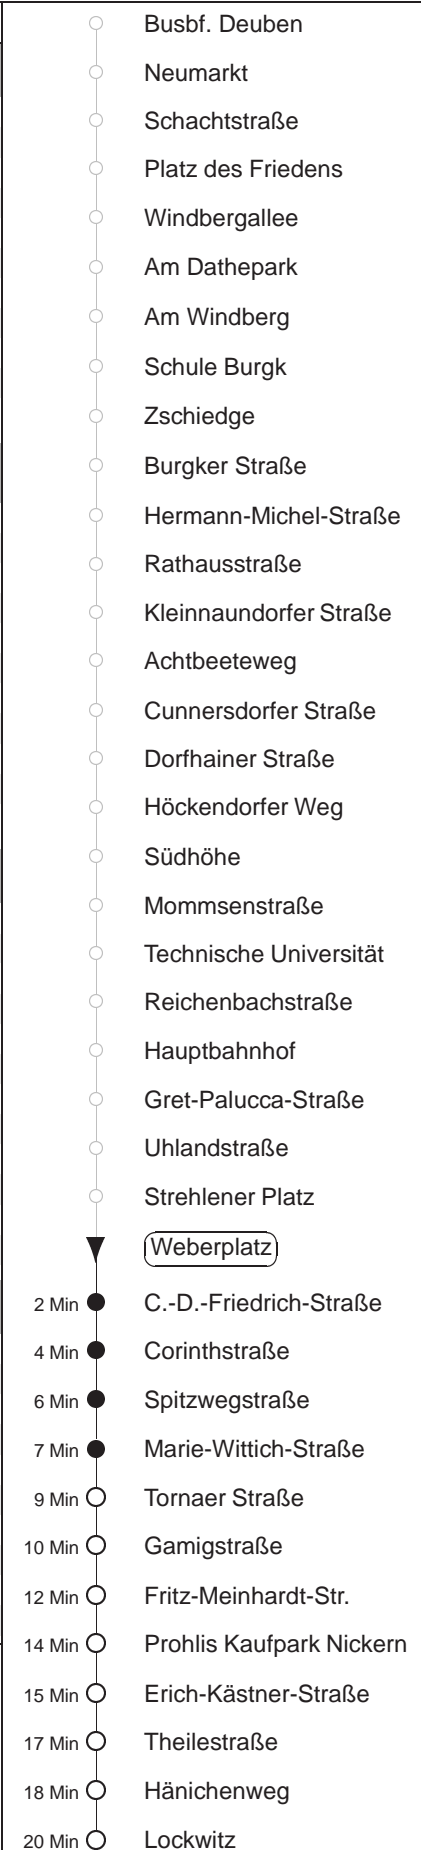 Busbf. Deuben
Neumarkt
Schachtstraße
Platz des Friedens
Windbergallee
Am Dathepark
Am Windberg
Schule Burgk
Zschiedge
Burgker Straße
Hermann-Michel-Straße
Rathausstraße
Kleinnaundorfer Straße
Achtbeeteweg
Cunnersdorfer Straße
Dorfhainer Straße
Höckendorfer Weg
Südhöhe
Mommsenstraße
Technische Universität
Reichenbachstraße
Hauptbahnhof
Gret-Palucca-Straße
Uhlandstraße
Strehlener Platz
Weberplatz
2 Min C.-D.-Friedrich-Straße
4 Min Corinthstraße
6 Min Spitzwegstraße
7 Min Marie-Wittich-Straße
9 Min Tornaer Straße
10 Min Gamigstraße
12 Min Fritz-Meinhardt-Str.
14 Min Prohlis Kaufpark Nickern
15 Min Erich-Kästner-Straße
17 Min Theilestraße
18 Min Hänichenweg
20 Min Lockwitz